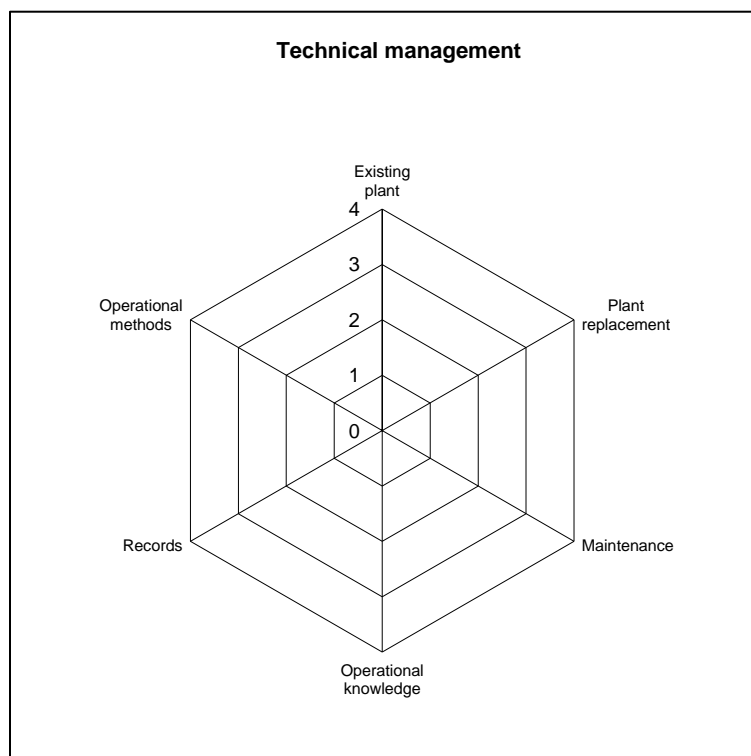 Technical management
Existing
plant
4
3
2
1
0
Operational
methods
Plant
replacement
Records
Maintenance
Operational
knowledge